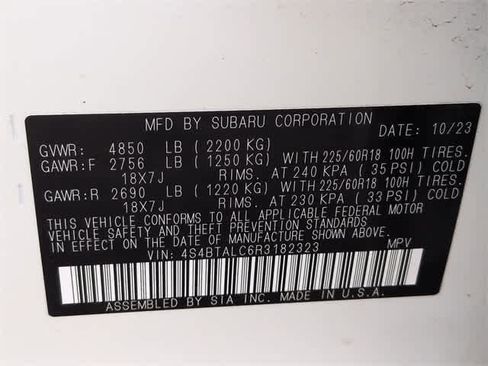 MFD BY SUBARU CORPORATION
DATE: 10/23
GVWR: 4850 LB (2200 KG)
GAWR:F 2756 LB (1250 KG) WITH 225/60R18 100H TIRES.
18X7J RIMS. AT 240 KPA (35 PSI) COLD
GAWR:R 2690 LB (1220 KG) WITH 225/60R18 100H TIRES.
18X7J RIMS. AT 230 KPA (33 PSI) COLD
THIS VEHICLE CONFORMS TO ALL APPLICABLE FEDERAL MOTOR
VEHICLE SAFETY AND THEFT PREVENTION STANDARDS
IN EFFECT ON THE DATE OF MANUFACTURE SHOWN ABOVE.
VIN: 4S4BTALC6R3182323 MPV
ASSEMBLED BY SIA INC. MADE IN U.S.A.